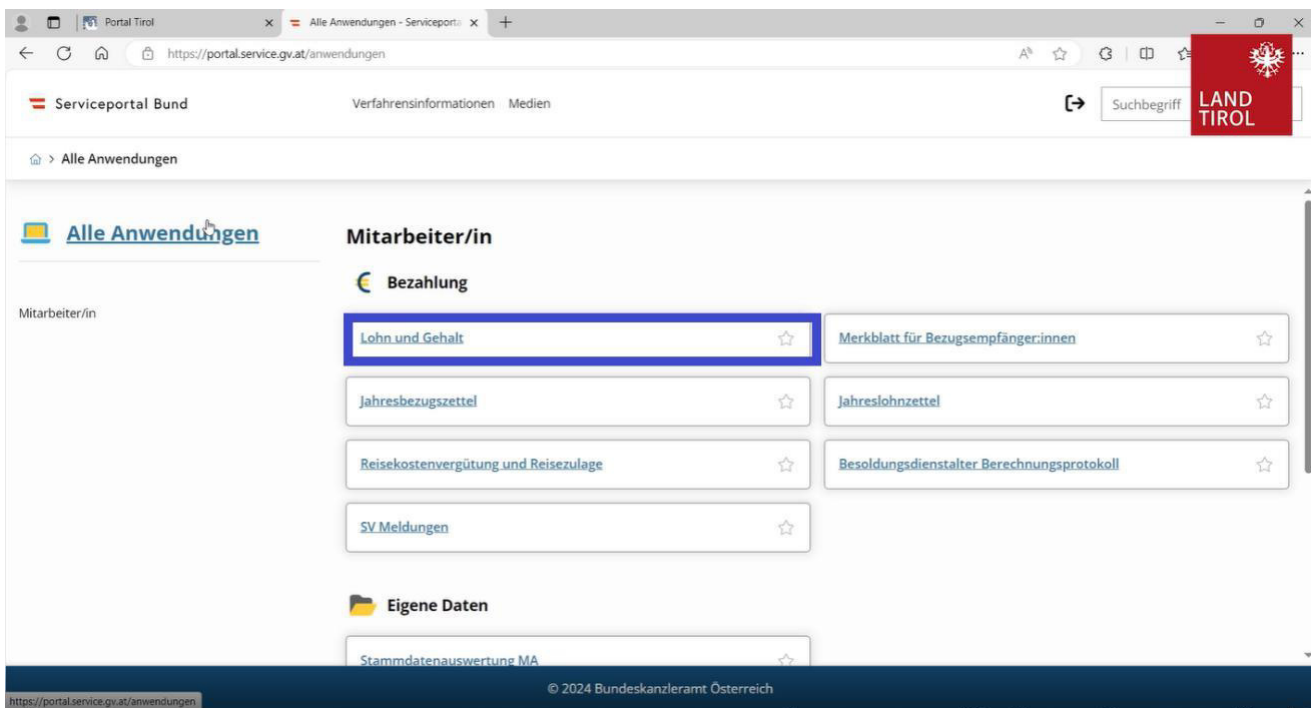 Portal Tirol
Alle Anwendungen - Serviceporta
https://portal.service.gv.at/anwendungen
Serviceportal Bund
Verfahrensinformationen Medien
Suchbegriff
LAND
TIROL
> Alle Anwendungen
Alle Anwendungen
Mitarbeiter/in
Mitarbeiter/in
Bezahlung
Lohn und Gehalt
Merkblatt für Bezugsempfänger:innen
Jahresbezugszettel
Jahreslohnzettel
Reisekostenvergütung und Reisezulage
Besoldungsdienstalter Berechnungsprotokoll
SV Meldungen
Eigene Daten
Stammdatenauswertung MA
© 2024 Bundeskanzleramt Österreich
https://portal.service.gv.at/anwendungen